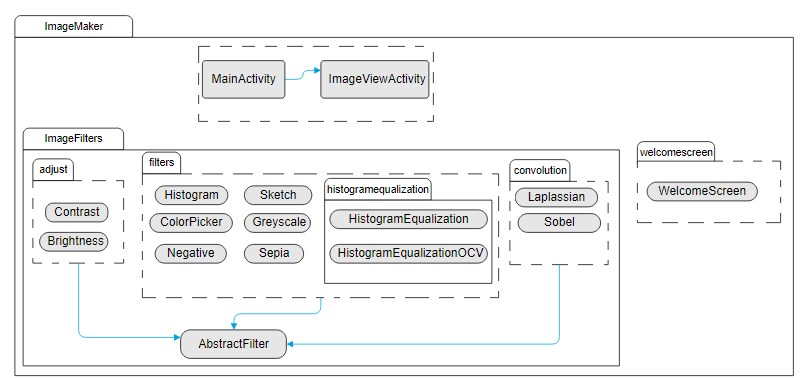 ImageMaker
MainActivity
ImageViewActivity
ImageFilters
adjust
Contrast
Brightness
filters
Histogram
Sketch
ColorPicker
Greyscale
Negative
Sepia
histogramequalization
HistogramEqualization
HistogramEqualizationOCV
convolution
Laplassian
Sobel
welcomescreen
WelcomeScreen
AbstractFilter